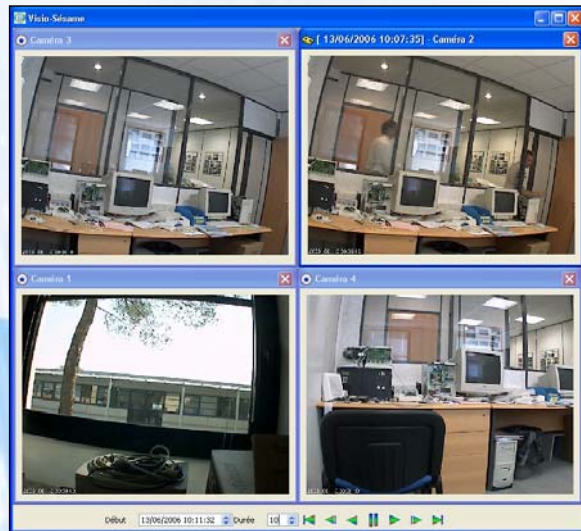 Visio-Sésame
Caméra 3
[ 13/06/2006 10:07:35] - Caméra 2
Caméra 1
Caméra 4
Début 13/06/2006 10:11:32 Durée 10